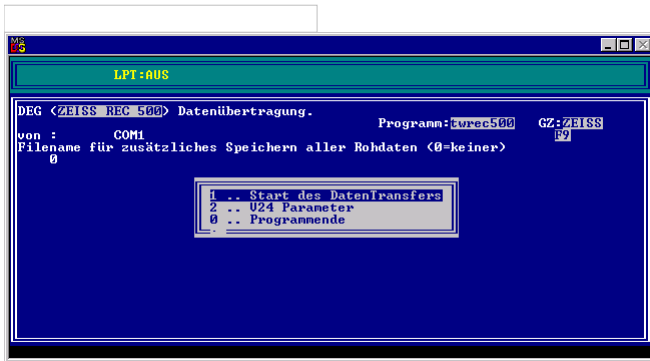 MS
LPT:AUS
DEG (ZEISS REC 500) Datenübertragung.
Programm:twrec500 GZ:ZEISS
von : COM1 F9
Filename für zusätzliches Speichern aller Rohdaten (0=keiner)
0
1 .. Start des DatenTransfers
2 .. V24 Parameter
0 .. Programmende